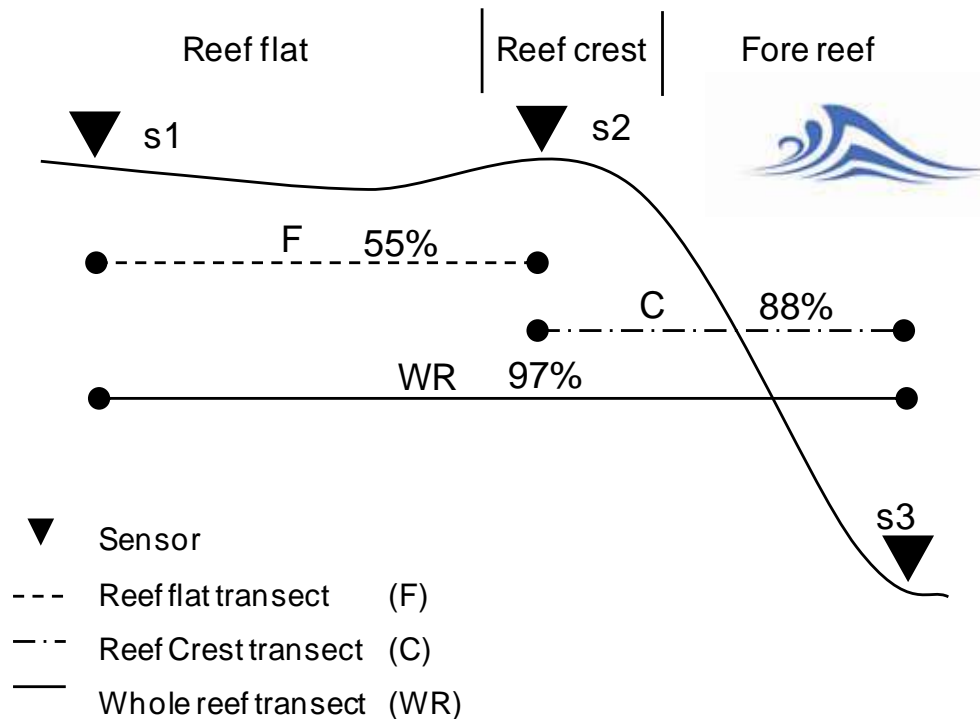 Reef flat Reef crest Fore reef
s1 s2
F 55%
C 88%
WR 97%
s3
Sensor
Reef flat transect (F)
Reef Crest transect (C)
Whole reef transect (WR)